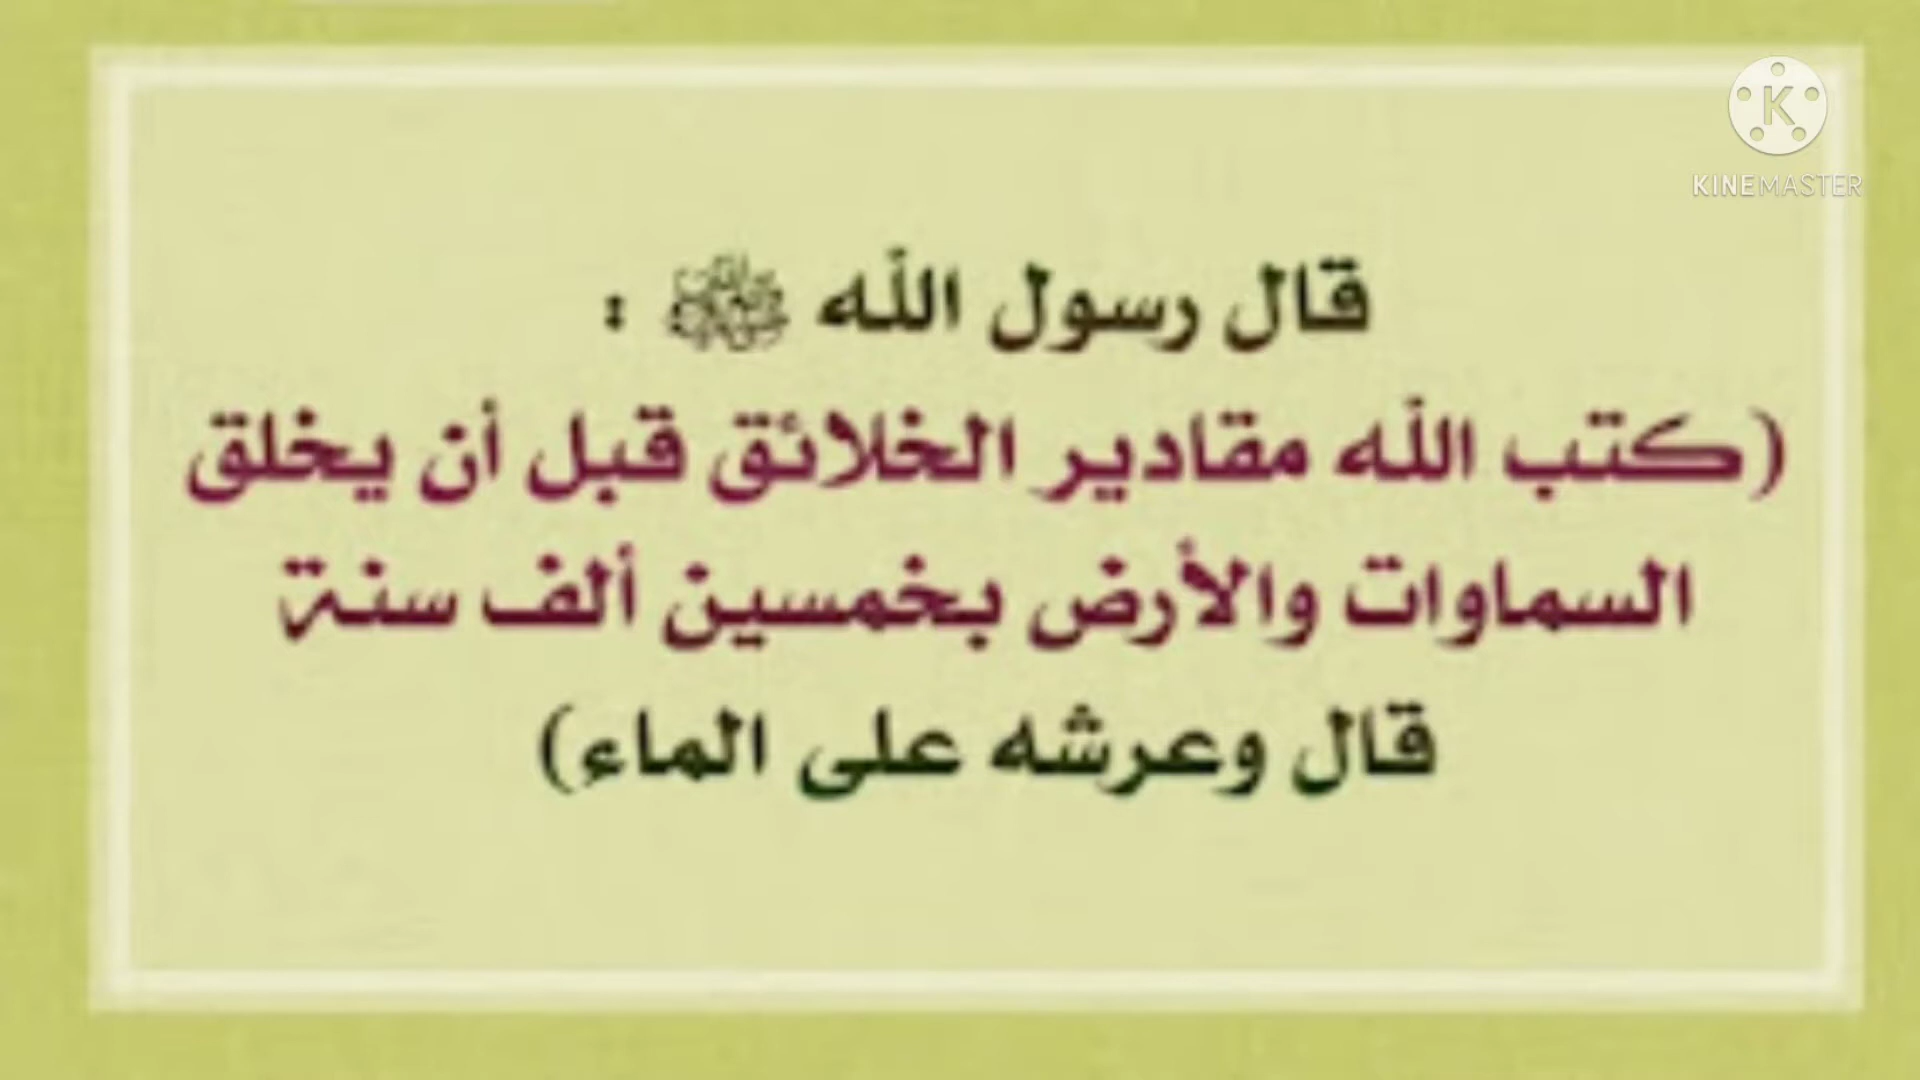 KINEMASTER
قال رسول الله ﷺ :
(كتب الله مقادير الخلائق قبل أن يخلق
السماوات والأرض بخمسين ألف سنة
قال وعرشه على الماء)